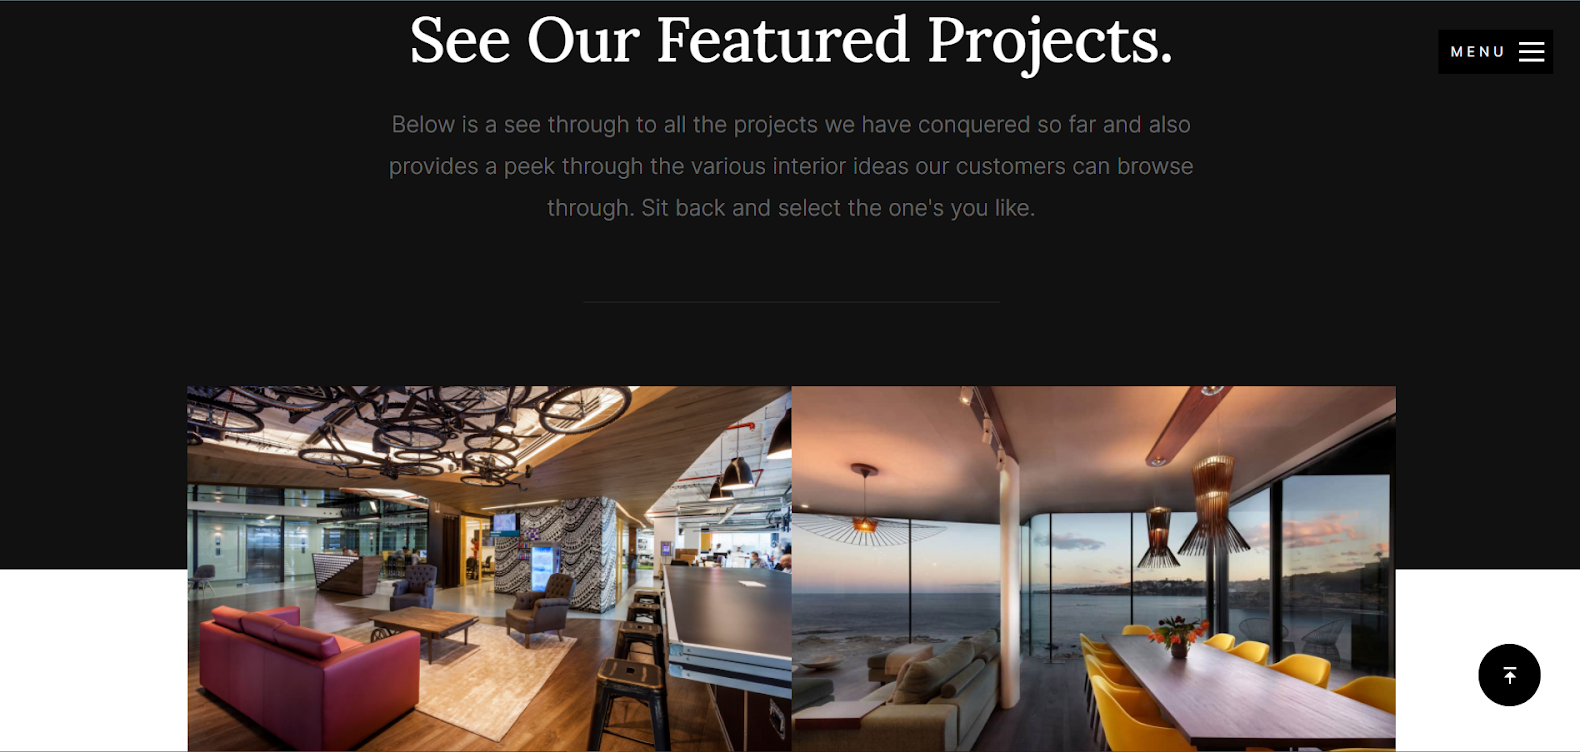 See Our Featured Projects.
MENU
Below is a see through to all the projects we have conquered so far and also
provides a peek through the various interior ideas our customers can browse
through. Sit back and select the one's you like.